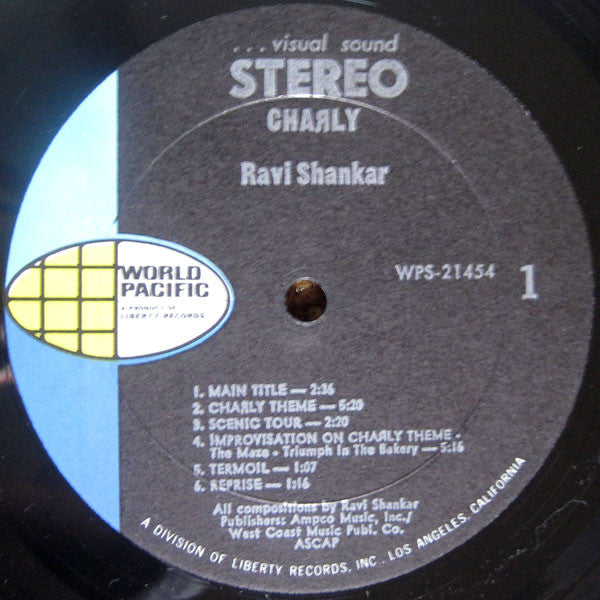 ...visual sound
STEREO
CHAЯLY
Ravi Shankar
WPS-21454
1
WORLD
PACIFIC
A PRODUCT OF
LIBERTY RECORDS
1. MAIN TITLE — 2:36
2. CHAЯLY THEME — 5:20
3. SCENIC TOUR — 2:20
4. IMPROVISATION ON CHAЯLY THEME -
The Maze - Triumph In The Bakery — 5:16
5. TERMOIL — 1:07
6. REPRISE — 1:16
All compositions by Ravi Shankar
Publishers: Ampco Music, Inc./
West Coast Music Publ. Co.
ASCAP
A DIVISION OF LIBERTY RECORDS, INC., LOS ANGELES, CALIFORNIA